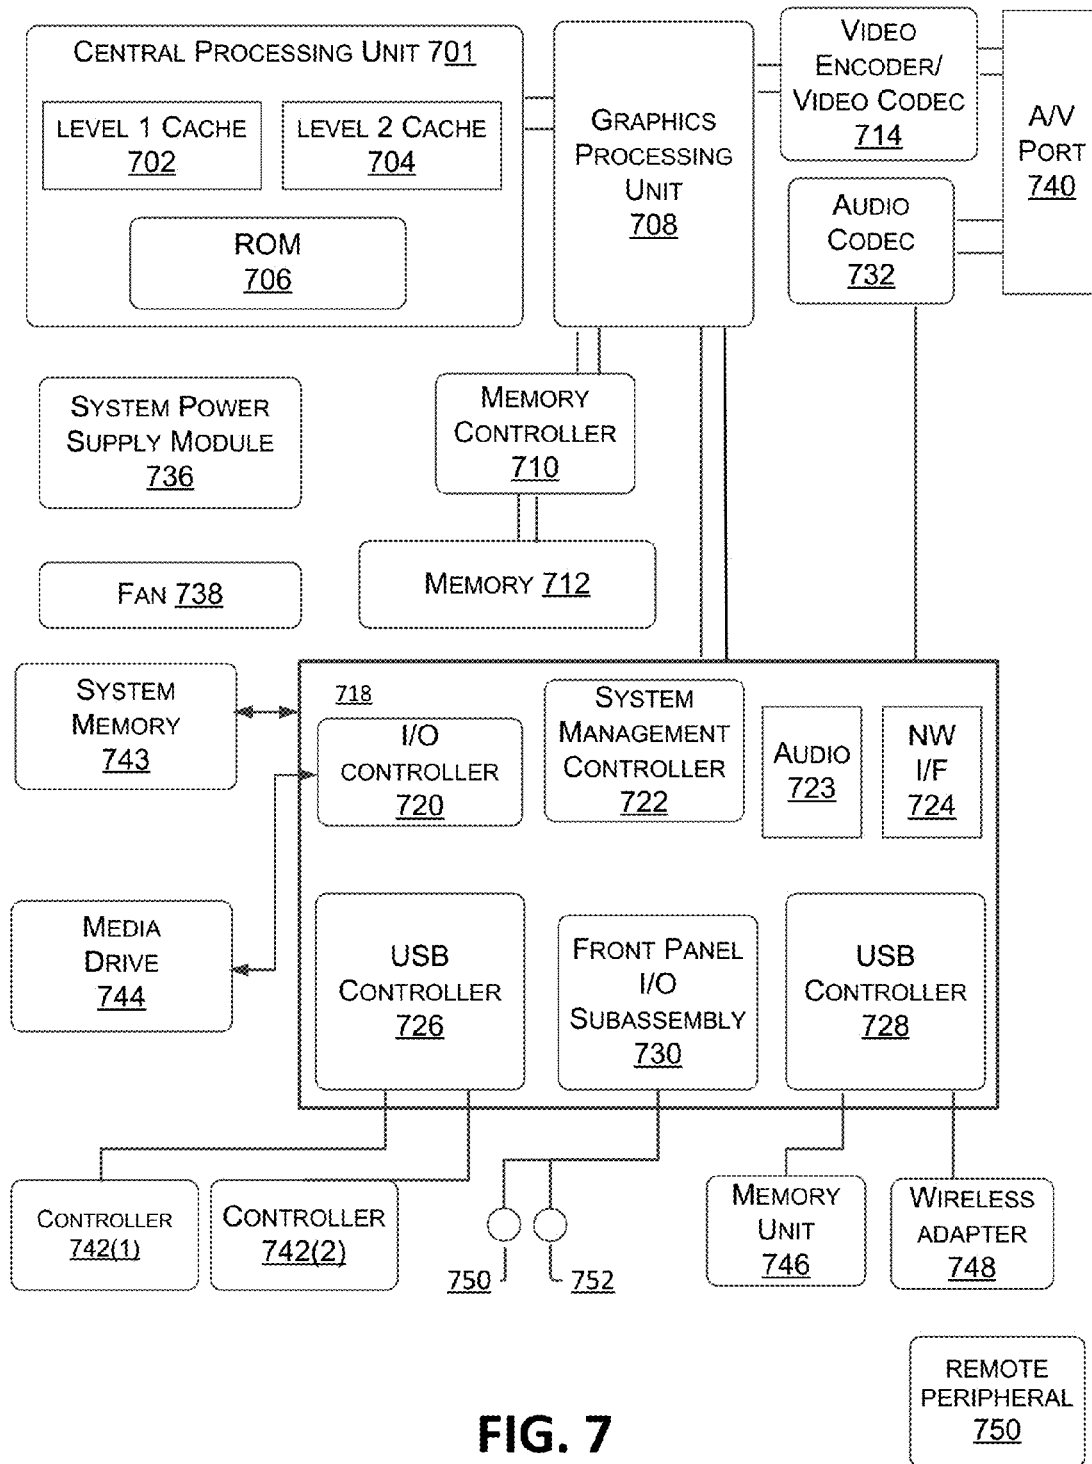 CENTRAL PROCESSING UNIT 701
LEVEL 1 CACHE
702
LEVEL 2 CACHE
704
ROM
706
GRAPHICS
PROCESSING
UNIT
708
VIDEO
ENCODER/
VIDEO CODEC
714
A/V
PORT
740
AUDIO
CODEC
732
SYSTEM POWER
SUPPLY MODULE
736
MEMORY
CONTROLLER
710
FAN 738
MEMORY 712
SYSTEM
MEMORY
743
718
I/O
CONTROLLER
720
SYSTEM
MANAGEMENT
CONTROLLER
722
AUDIO
723
NW
I/F
724
MEDIA
DRIVE
744
USB
CONTROLLER
726
FRONT PANEL
I/O
SUBASSEMBLY
730
USB
CONTROLLER
728
CONTROLLER
742(1)
CONTROLLER
742(2)
750
752
MEMORY
UNIT
746
WIRELESS
ADAPTER
748
REMOTE
PERIPHERAL
750
FIG. 7